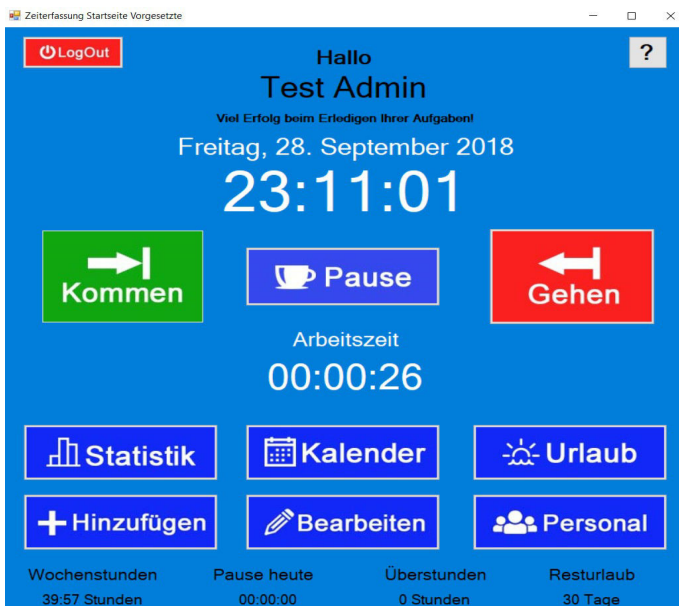 Zeiterfassung Startseite Vorgesetzte
LogOut
?
Hallo
Test Admin
Viel Erfolg beim Erledigen Ihrer Aufgaben!
Freitag, 28. September 2018
23:11:01
Kommen
Pause
Gehen
Arbeitszeit
00:00:26
Statistik
Kalender
Urlaub
Hinzufügen
Bearbeiten
Personal
Wochenstunden
Pause heute
Überstunden
Resturlaub
39:57 Stunden
00:00:00
0 Stunden
30 Tage